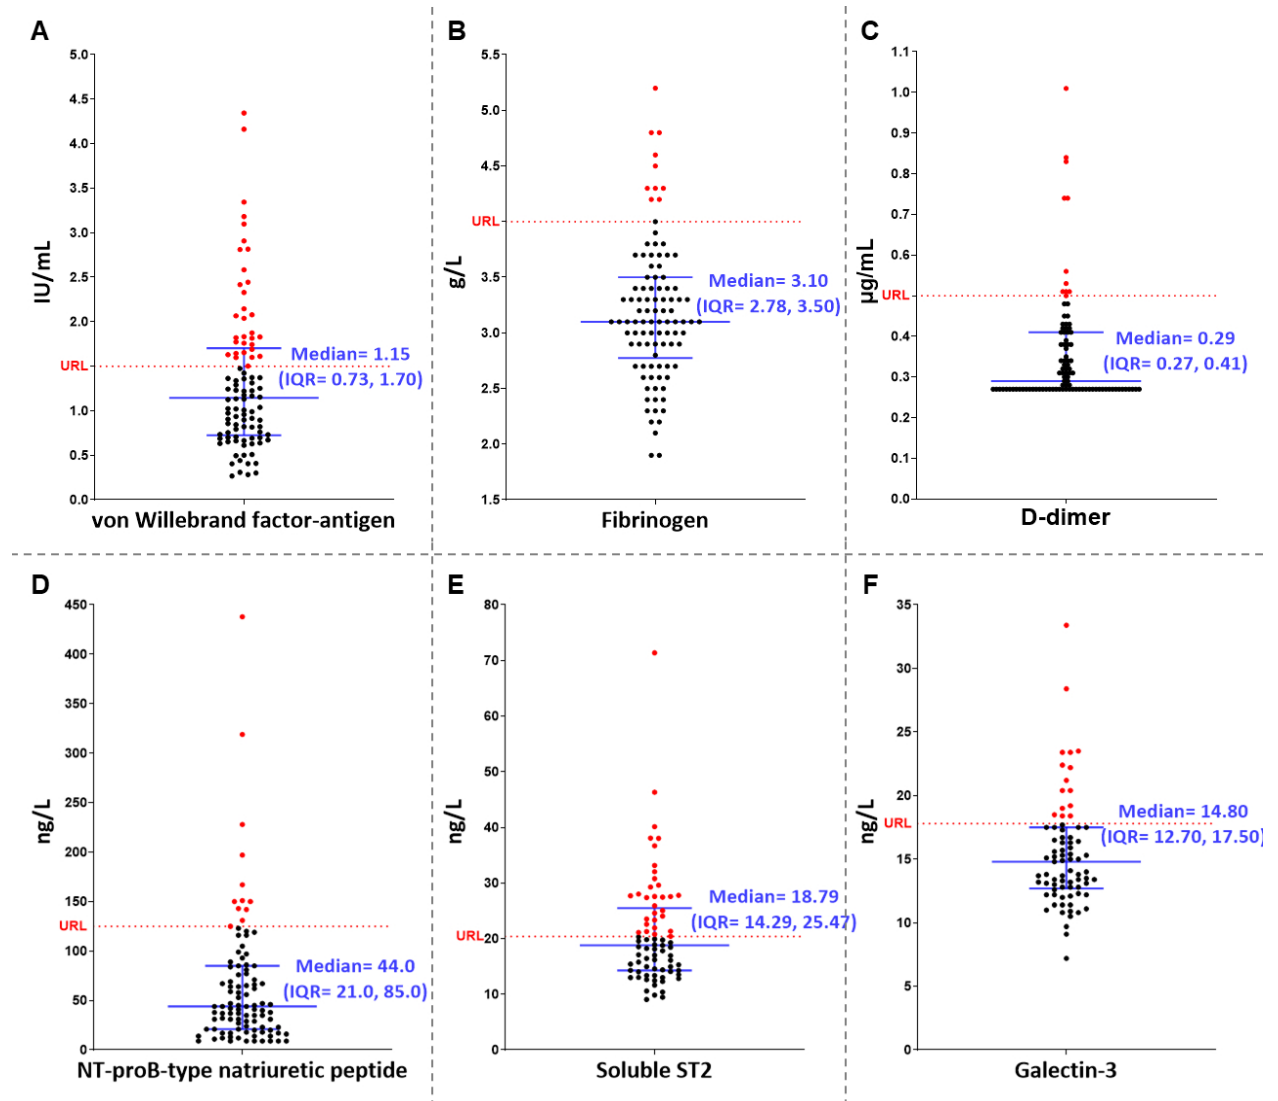 A
5.0
4.5
4.0
3.5
3.0
2.5
2.0
1.5
1.0
0.5
0.0
IU/mL
URL
Median= 1.15
(IQR= 0.73, 1.70)
von Willebrand factor-antigen
B
5.5
5.0
4.5
3.5
3.0
2.5
2.0
1.5
g/L
URL
Median= 3.10
(IQR= 2.78, 3.50)
Fibrinogen
C
1.1
1.0
0.9
0.8
0.7
0.6
0.4
0.3
0.2
0.1
0.0
µg/mL
URL
Median= 0.29
(IQR= 0.27, 0.41)
D-dimer
D
450
400
350
300
250
200
150
100
50
0
ng/L
URL
Median= 44.0
(IQR= 21.0, 85.0)
NT-proB-type natriuretic peptide
E
80
70
60
50
40
30
20
10
0
ng/L
URL
Median= 18.79
(IQR= 14.29, 25.47)
Soluble ST2
F
35
30
25
20
15
10
5
0
ng/L
URL
Median= 14.80
(IQR= 12.70, 17.50)
Galectin-3